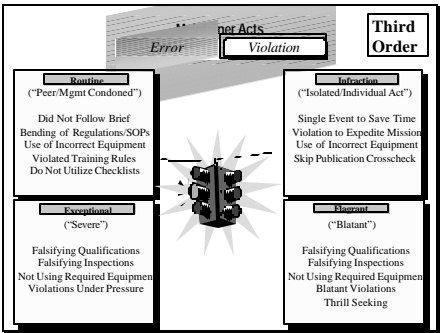 ner Acts
Third
Order
Error
Violation
Routine
("Peer/Mgmt Condoned")
Did Not Follow Brief
Bending of Regulations/SOPs
Use of Incorrect Equipment
Violated Training Rules
Do Not Utilize Checklists
Infraction
("Isolated/Individual Act")
Single Event to Save Time
Violation to Expedite Mission
Use of Incorrect Equipment
Skip Publication Crosscheck
Exceptional
("Severe")
Falsifying Qualifications
Falsifying Inspections
Not Using Required Equipmen
Violations Under Pressure
Flagrant
("Blatant")
Falsifying Qualifications
Falsifying Inspections
Not Using Required Equipmen
Blatant Violations
Thrill Seeking